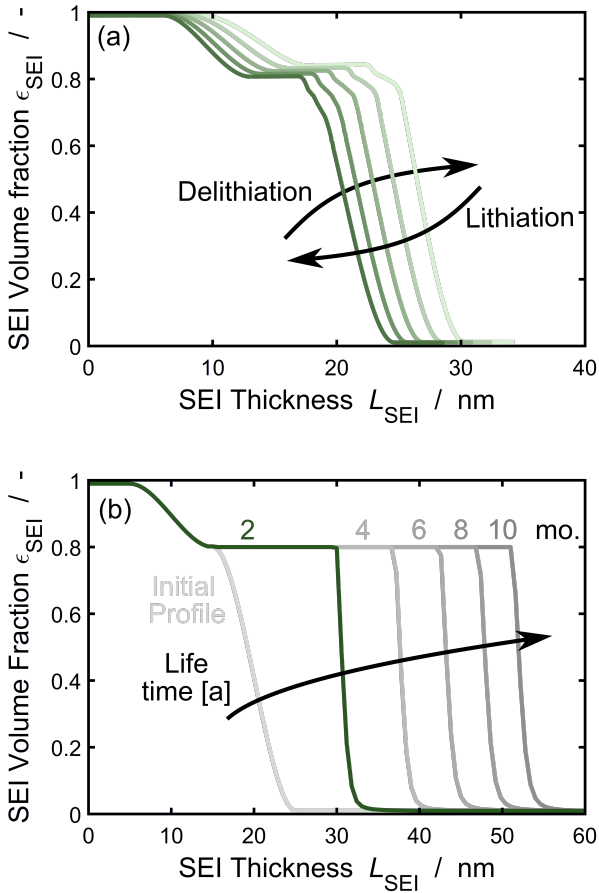 (a)
SEI Volume fraction ϵSEI / -
1
0.8
0.6
0.4
0.2
0
Delithiation
Lithiation
0 10 20 30 40
SEI Thickness LSEI / nm
(b)
SEI Volume Fraction ϵSEI / -
1
0.8
0.6
0.4
0.2
0
2 4 6 8 10 mo.
Initial
Profile
Life
time [a]
0 10 20 30 40 50 60
SEI Thickness LSEI / nm